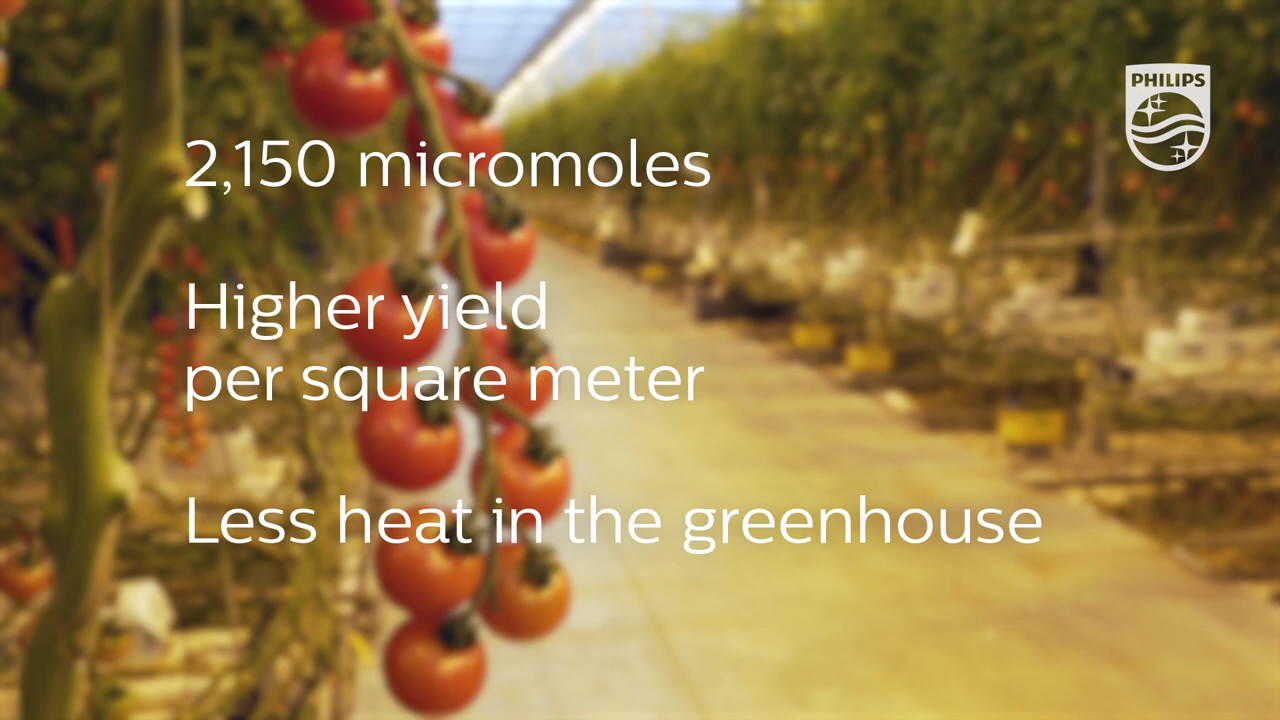 PHILIPS
2,150 micromoles
Higher yield
per square meter
Less heat in the greenhouse